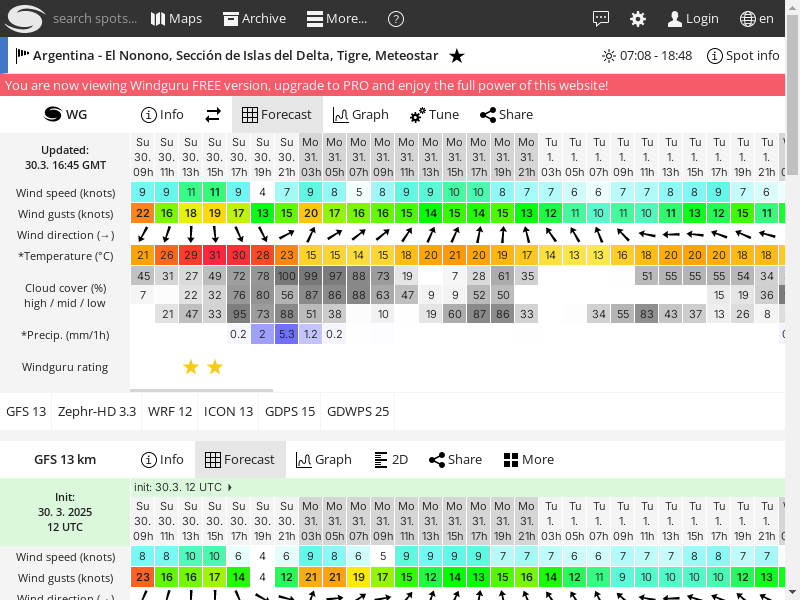 search spots... Maps Archive More... ? Login en
Argentina - El Nonono, Sección de Islas del Delta, Tigre, Meteostar ★ 07:08 - 18:48 Spot info
You are now viewing Windguru FREE version, upgrade to PRO and enjoy the full power of this website!
WG Info Forecast Graph Tune Share
Updated:
30.3. 16:45 GMT
Su Su Su Su Su Su Su Mo Mo Mo Mo Mo Mo Mo Mo Mo Mo Tu Tu Tu Tu Tu Tu Tu Tu Tu Tu
30. 30. 30. 30. 30. 30. 30. 31. 31. 31. 31. 31. 31. 31. 31. 31. 31. 1. 1. 1. 1. 1. 1. 1. 1. 1. 1.
09h 11h 13h 15h 17h 19h 21h 03h 05h 07h 09h 11h 13h 15h 17h 19h 21h 03h 05h 07h 09h 11h 13h 15h 17h 19h 21h
Wind speed (knots) 9 9 11 11 9 4 7 9 8 5 8 9 9 10 10 8 7 7 6 6 7 7 8 8 9 7 6
Wind gusts (knots) 22 16 18 19 17 13 15 20 17 16 16 15 14 15 14 15 13 12 11 10 11 10 11 13 12 15 11
Wind direction (→)
*Temperature (°C) 21 26 29 31 30 28 23 15 15 14 15 18 20 21 20 19 17 14 13 13 16 18 20 20 20 18 18
Cloud cover (%)
high / mid / low
45 31 27 49 72 78 100 99 97 88 73 19 7 28 61 35 51 55 55 55 54 34
7 22 32 76 80 56 87 86 88 63 47 9 9 52 50 15 19 36
21 47 33 95 73 88 51 38 10 19 60 87 86 33 34 55 83 43 37 13 26 8
*Precip. (mm/1h) 0.2 2 5.3 1.2 0.2
Windguru rating ★ ★
GFS 13 Zephr-HD 3.3 WRF 12 ICON 13 GDPS 15 GDWPS 25
GFS 13 km Info Forecast Graph 2D Share More
init: 30.3. 12 UTC
Init:
30. 3. 2025
12 UTC
Su Su Su Su Su Su Su Mo Mo Mo Mo Mo Mo Mo Mo Mo Mo Tu Tu Tu Tu Tu Tu Tu Tu Tu Tu
30. 30. 30. 30. 30. 30. 30. 31. 31. 31. 31. 31. 31. 31. 31. 31. 31. 1. 1. 1. 1. 1. 1. 1. 1. 1. 1.
09h 11h 13h 15h 17h 19h 21h 03h 05h 07h 09h 11h 13h 15h 17h 19h 21h 03h 05h 07h 09h 11h 13h 15h 17h 19h 21h
Wind speed (knots) 8 8 10 10 6 4 6 9 8 6 5 9 9 9 9 7 7 7 6 6 7 7 7 8 8 7 7
Wind gusts (knots) 23 16 16 17 14 4 12 21 21 19 17 15 12 14 13 15 16 14 12 11 9 10 10 10 10 12 13
Wind direction (→)